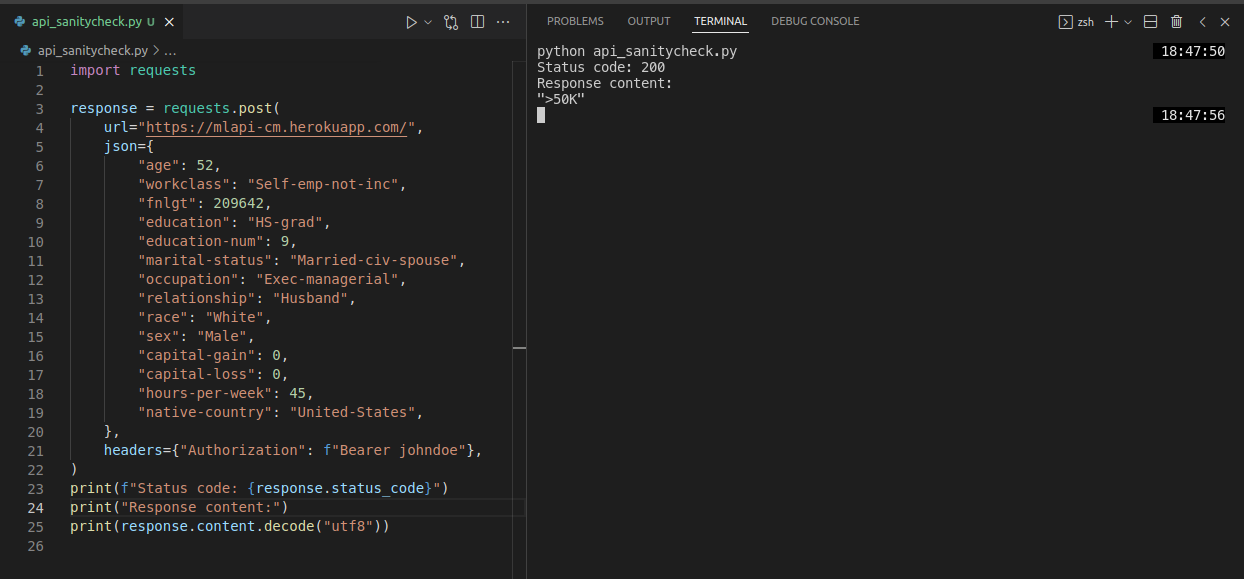 api_sanitycheck.py U
api_sanitycheck.py > ...
1 import requests
2
3 response = requests.post(
4     url="https://mlapi-cm.herokuapp.com/",
5     json={
6         "age": 52,
7         "workclass": "Self-emp-not-inc",
8         "fnlgt": 209642,
9         "education": "HS-grad",
10         "education-num": 9,
11         "marital-status": "Married-civ-spouse",
12         "occupation": "Exec-managerial",
13         "relationship": "Husband",
14         "race": "White",
15         "sex": "Male",
16         "capital-gain": 0,
17         "capital-loss": 0,
18         "hours-per-week": 45,
19         "native-country": "United-States",
20     },
21     headers={"Authorization": f"Bearer johndoe"},
22 )
23 print(f"Status code: {response.status_code}")
24 print("Response content:")
25 print(response.content.decode("utf8"))
26
PROBLEMS OUTPUT TERMINAL DEBUG CONSOLE zsh
python api_sanitycheck.py 18:47:50
Status code: 200
Response content:
">50K"
18:47:56